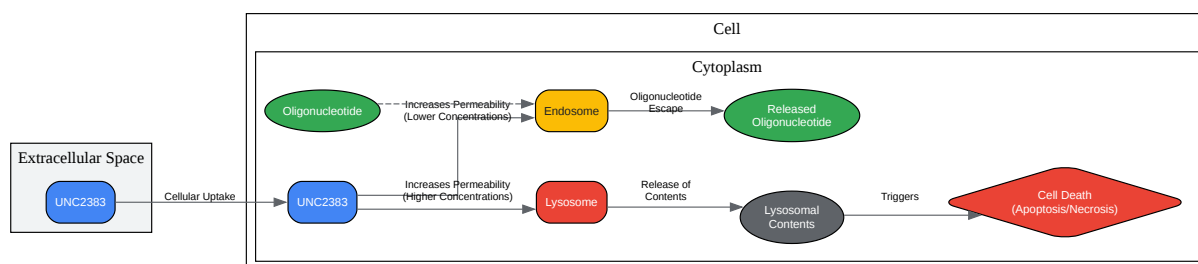 Cell
Cytoplasm
Oligonucleotide
Increases Permeability
(Lower Concentrations)
Endosome
Oligonucleotide
Escape
Released
Oligonucleotide
Extracellular Space
UNC2383
Cellular Uptake
UNC2383
Increases Permeability
(Higher Concentrations)
Lysosome
Release of
Contents
Lysosomal
Contents
Triggers
Cell Death
(Apoptosis/Necrosis)